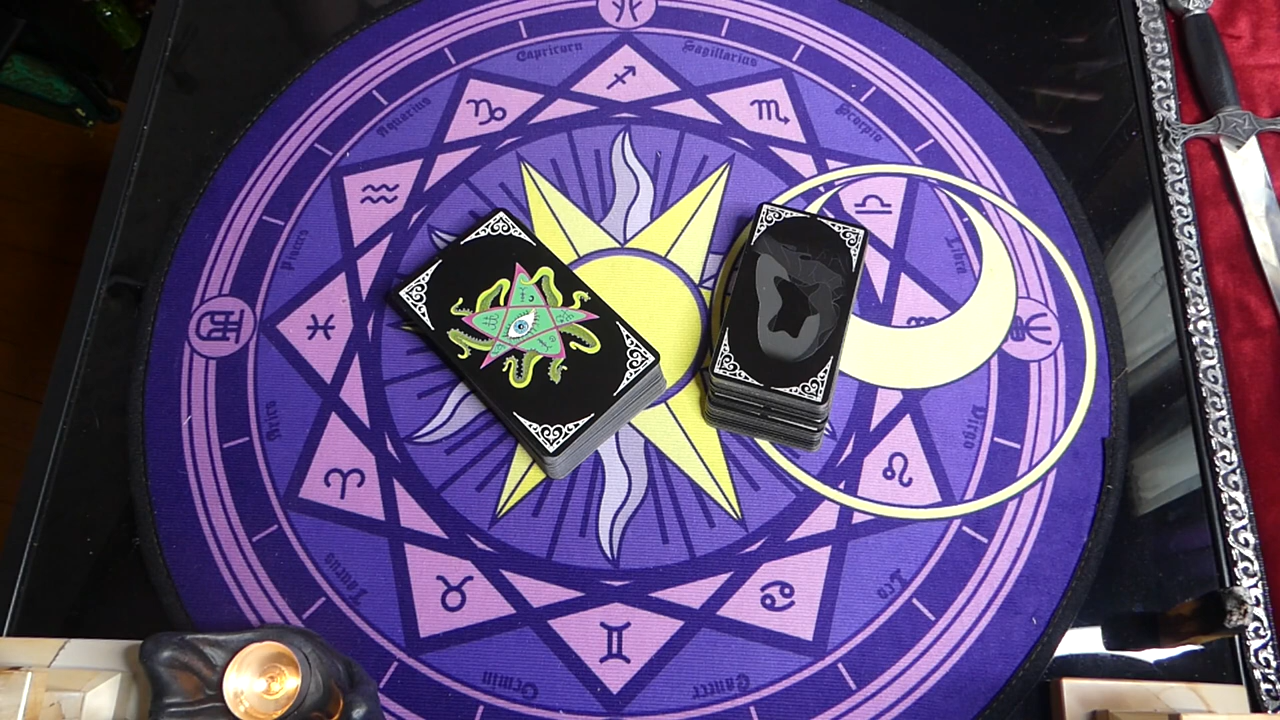 Capricorn
Sagittarius
Aquarius
Scorpio
Pisces
Libra
Aries
Virgo
Taurus
Leo
Gemini
Cancer